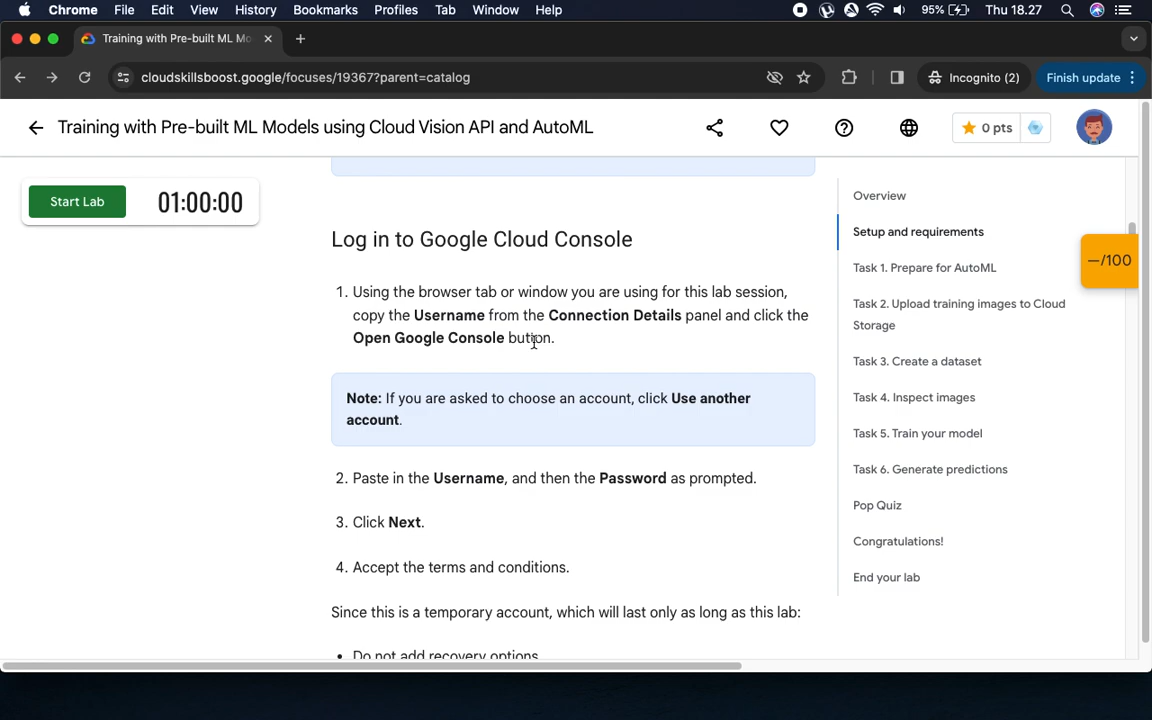 Chrome File Edit View History Bookmarks Profiles Tab Window Help 95% Thu 18.27
Training with Pre-built ML Mo
cloudskillsboost.google/focuses/19367?parent=catalog Incognito (2) Finish update
Training with Pre-built ML Models using Cloud Vision API and AutoML 0 pts
Start Lab 01:00:00
Log in to Google Cloud Console
1. Using the browser tab or window you are using for this lab session,
copy the Username from the Connection Details panel and click the
Open Google Console button.
Note: If you are asked to choose an account, click Use another
account.
2. Paste in the Username, and then the Password as prompted.
3. Click Next.
4. Accept the terms and conditions.
Since this is a temporary account, which will last only as long as this lab:
• Do not add recovery options
Overview
Setup and requirements
Task 1. Prepare for AutoML
Task 2. Upload training images to Cloud
Storage
Task 3. Create a dataset
Task 4. Inspect images
Task 5. Train your model
Task 6. Generate predictions
Pop Quiz
Congratulations!
End your lab
—/100